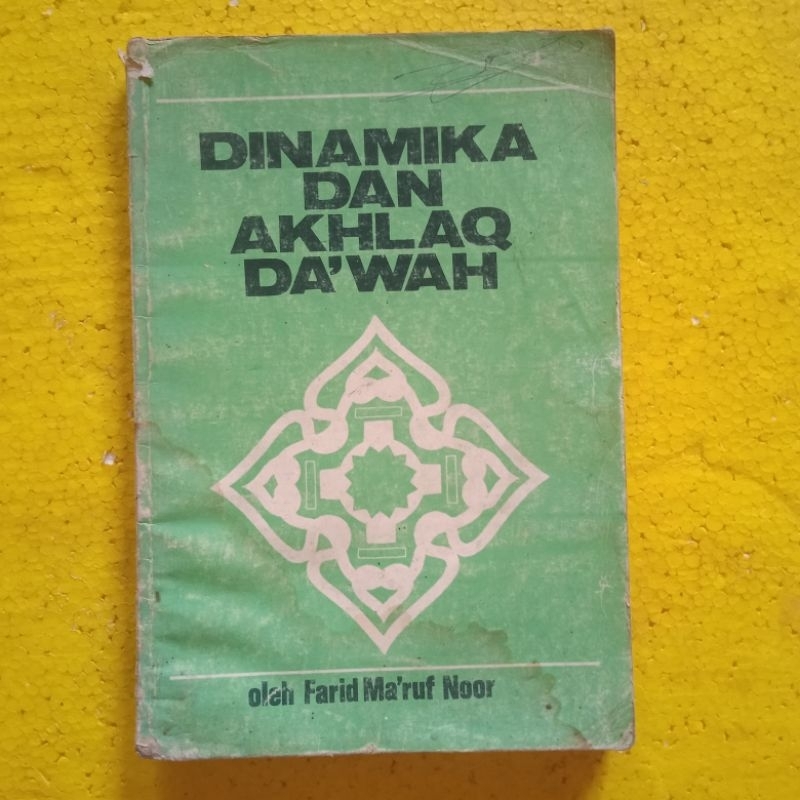 DINAMIKA
DAN
AKHLAQ
DA'WAH
oleh Farid Ma'ruf Noor